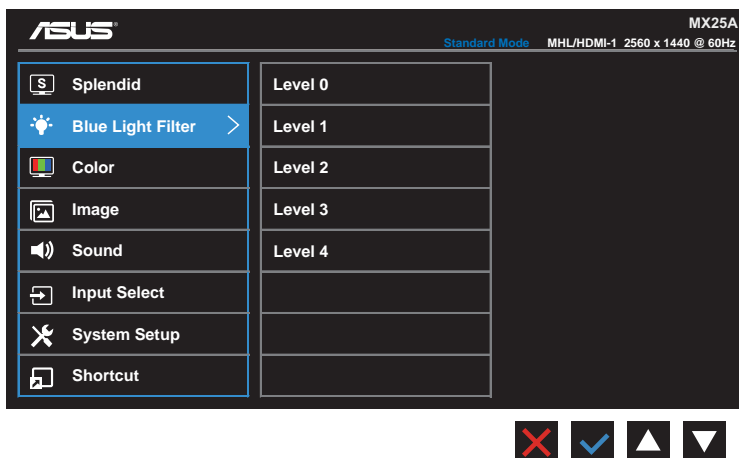 ASUS
MX25A
Standard Mode MHL/HDMI-1 2560 x 1440 @ 60Hz
S Splendid
Blue Light Filter
Color
Image
Sound
Input Select
System Setup
Shortcut
Level 0
Level 1
Level 2
Level 3
Level 4